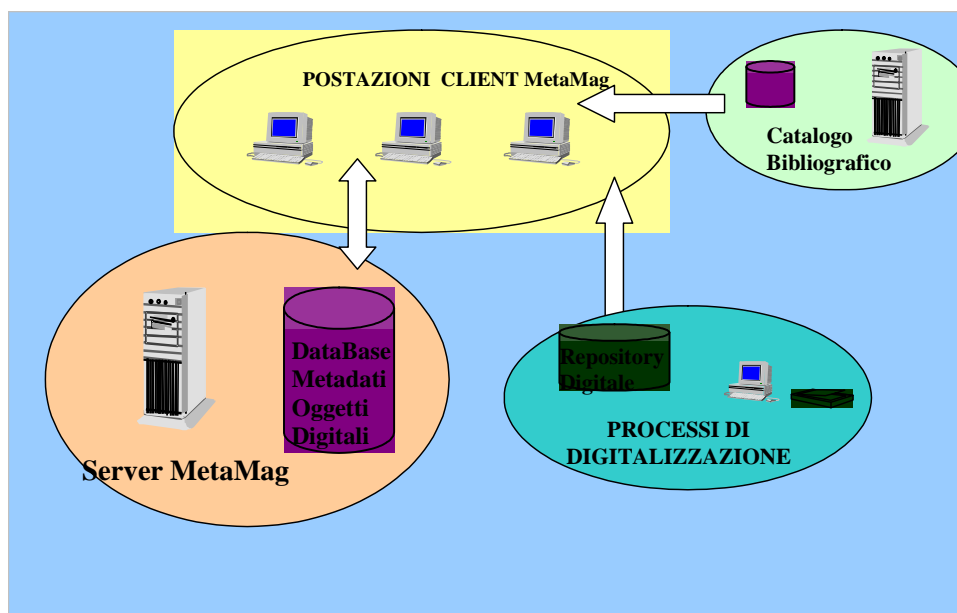 POSTAZIONI CLIENT MetaMag
Catalogo
Bibliografico
DataBase
Metadati
Oggetti
Digitali
Server MetaMag
Repository
Digitale
PROCESSI DI
DIGITALIZZAZIONE